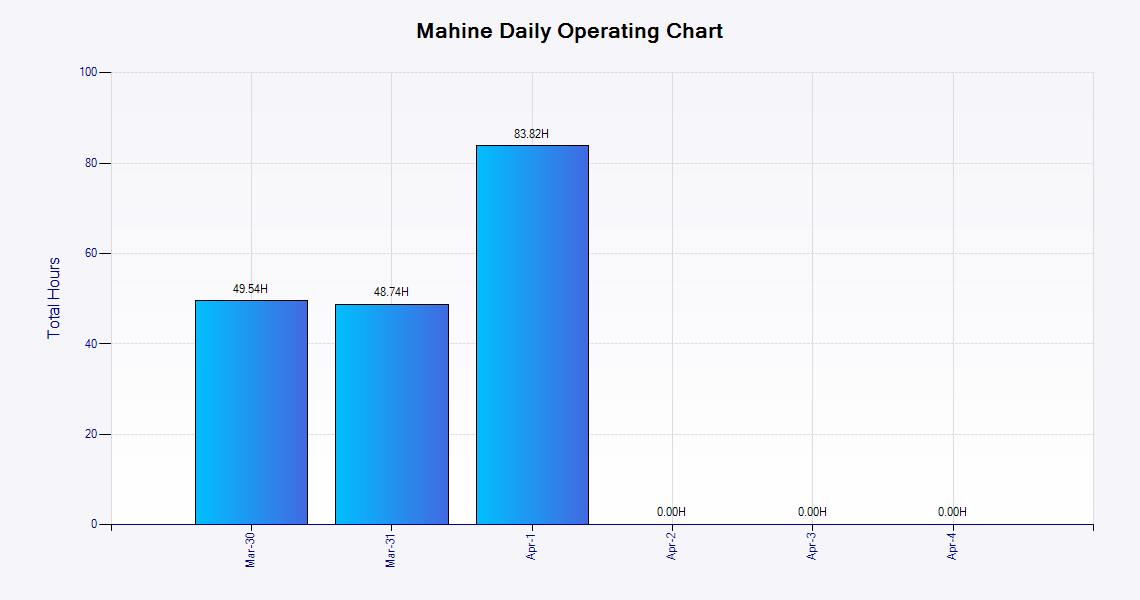 Mahine Daily Operating Chart
Total Hours
100
80
60
40
20
0
49.54H
48.74H
83.82H
0.00H
0.00H
0.00H
Mar-30
Mar-31
Apr-1
Apr-2
Apr-3
Apr-4